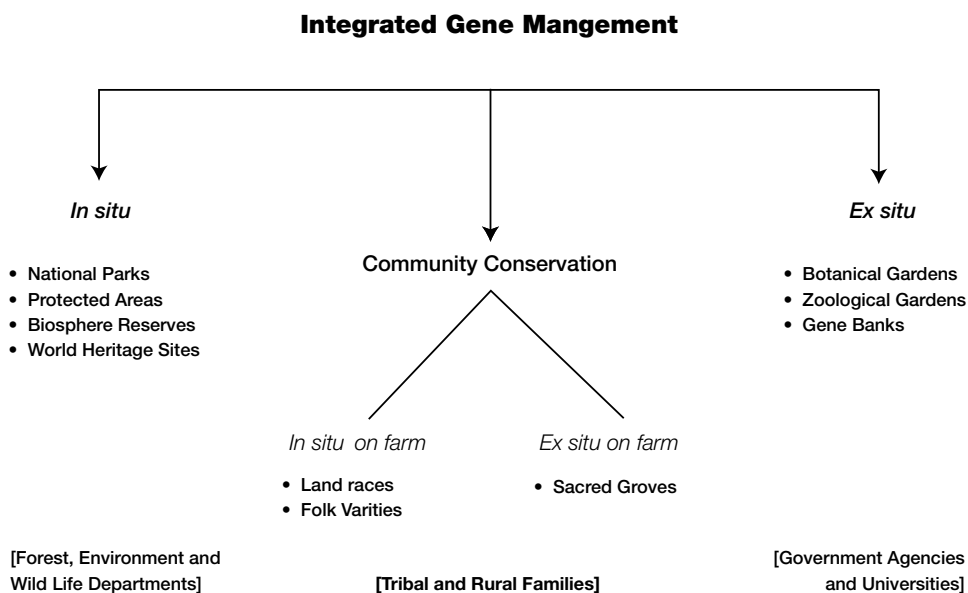 Integrated Gene Mangement
In situ
• National Parks
• Protected Areas
• Biosphere Reserves
• World Heritage Sites
Community Conservation
In situ on farm
• Land races
• Folk Varities
Ex situ on farm
• Sacred Groves
Ex situ
• Botanical Gardens
• Zoological Gardens
• Gene Banks
[Forest, Environment and
Wild Life Departments]
[Tribal and Rural Families]
[Government Agencies
and Universities]